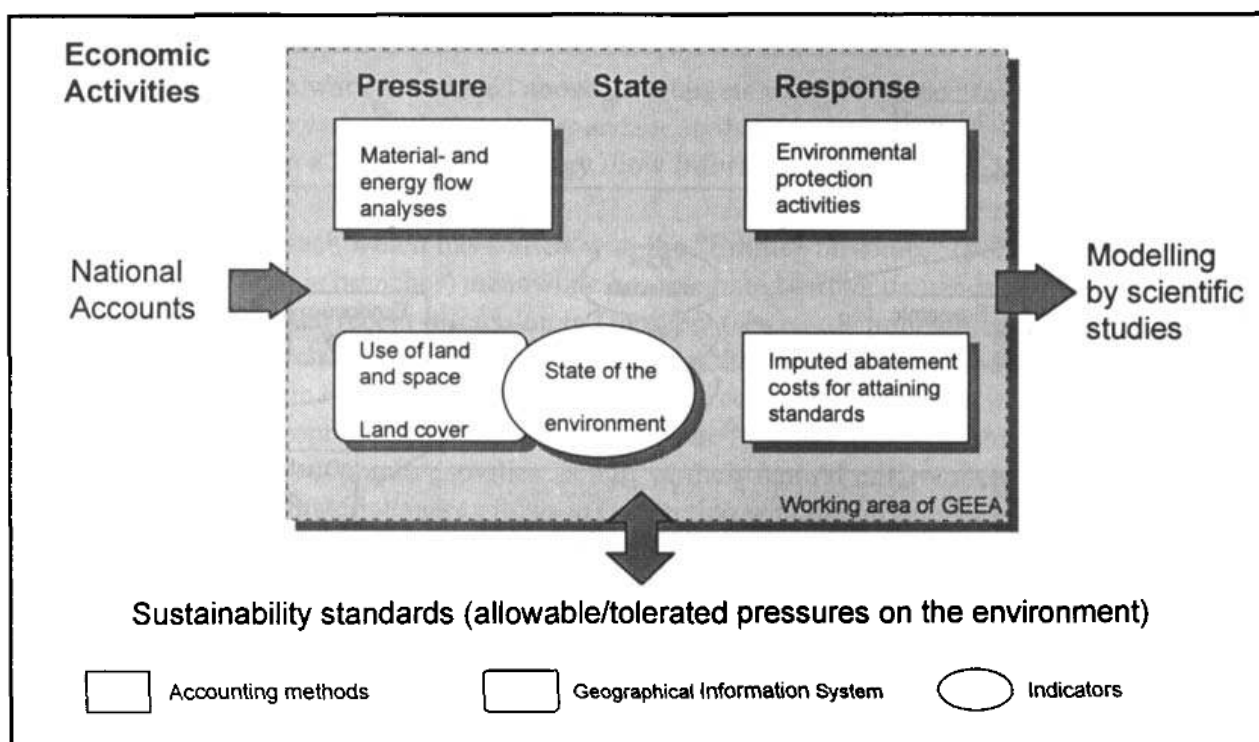 Economic
Activities
Pressure
State
Response
Material- and
energy flow
analyses
Environmental
protection
activities
National
Accounts
Modelling
by scientific
studies
Use of land
and space
Land cover
State of the
environment
Imputed abatement
costs for attaining
standards
Working area of GEEA
Sustainability standards (allowable/tolerated pressures on the environment)
Accounting methods
Geographical Information System
Indicators